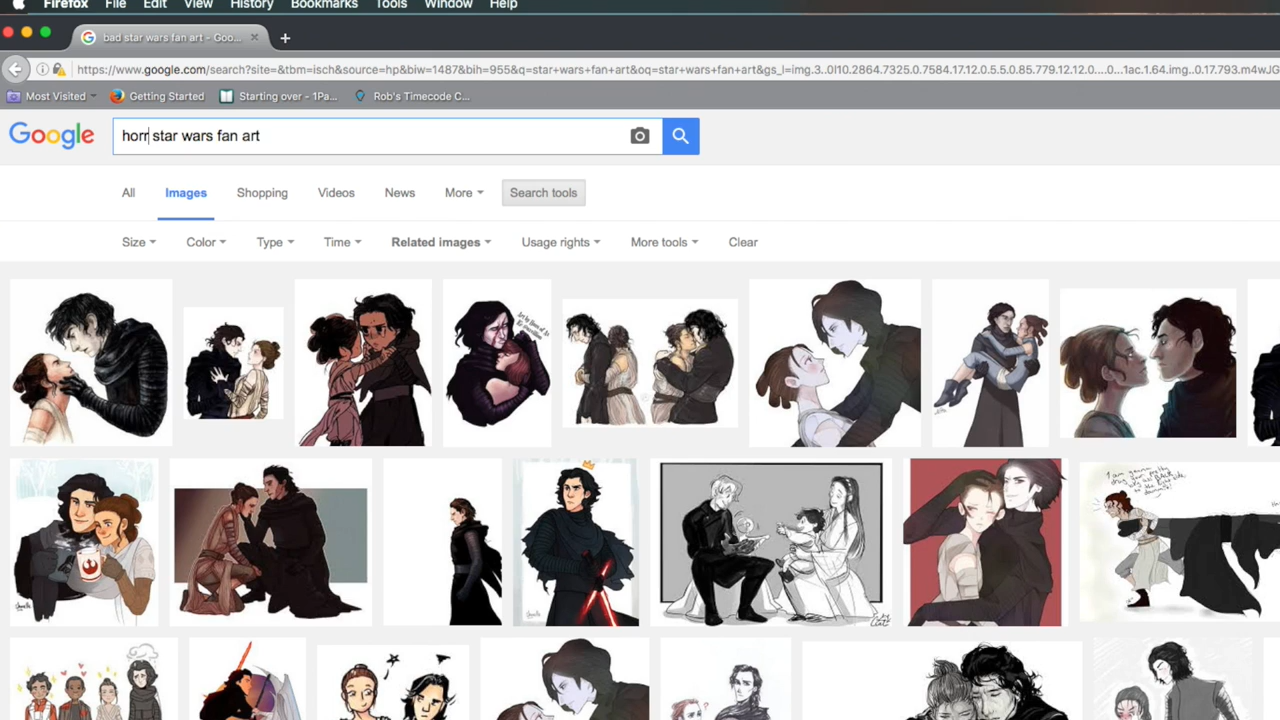 Firefox File Edit View History Bookmarks Tools Window Help
bad star wars fan art - Goo...
https://www.google.com/search?site=&tbm=isch&source=hp&biw=1487&bih=955&q=star+wars+fan+art&oq=star+wars+fan+art&gs_l=img.3..0l10.2864.7325.0.7584.17.12.0.5.5.0.85.779.12.12.0....0...1ac.1.64.img..0.17.793.m4wJG
Most Visited Getting Started Starting over - 1Pa... Rob's Timecode C...
Google horr star wars fan art
All Images Shopping Videos News More Search tools
Size Color Type Time Related images Usage rights More tools Clear
I am gonna
drag your pretty